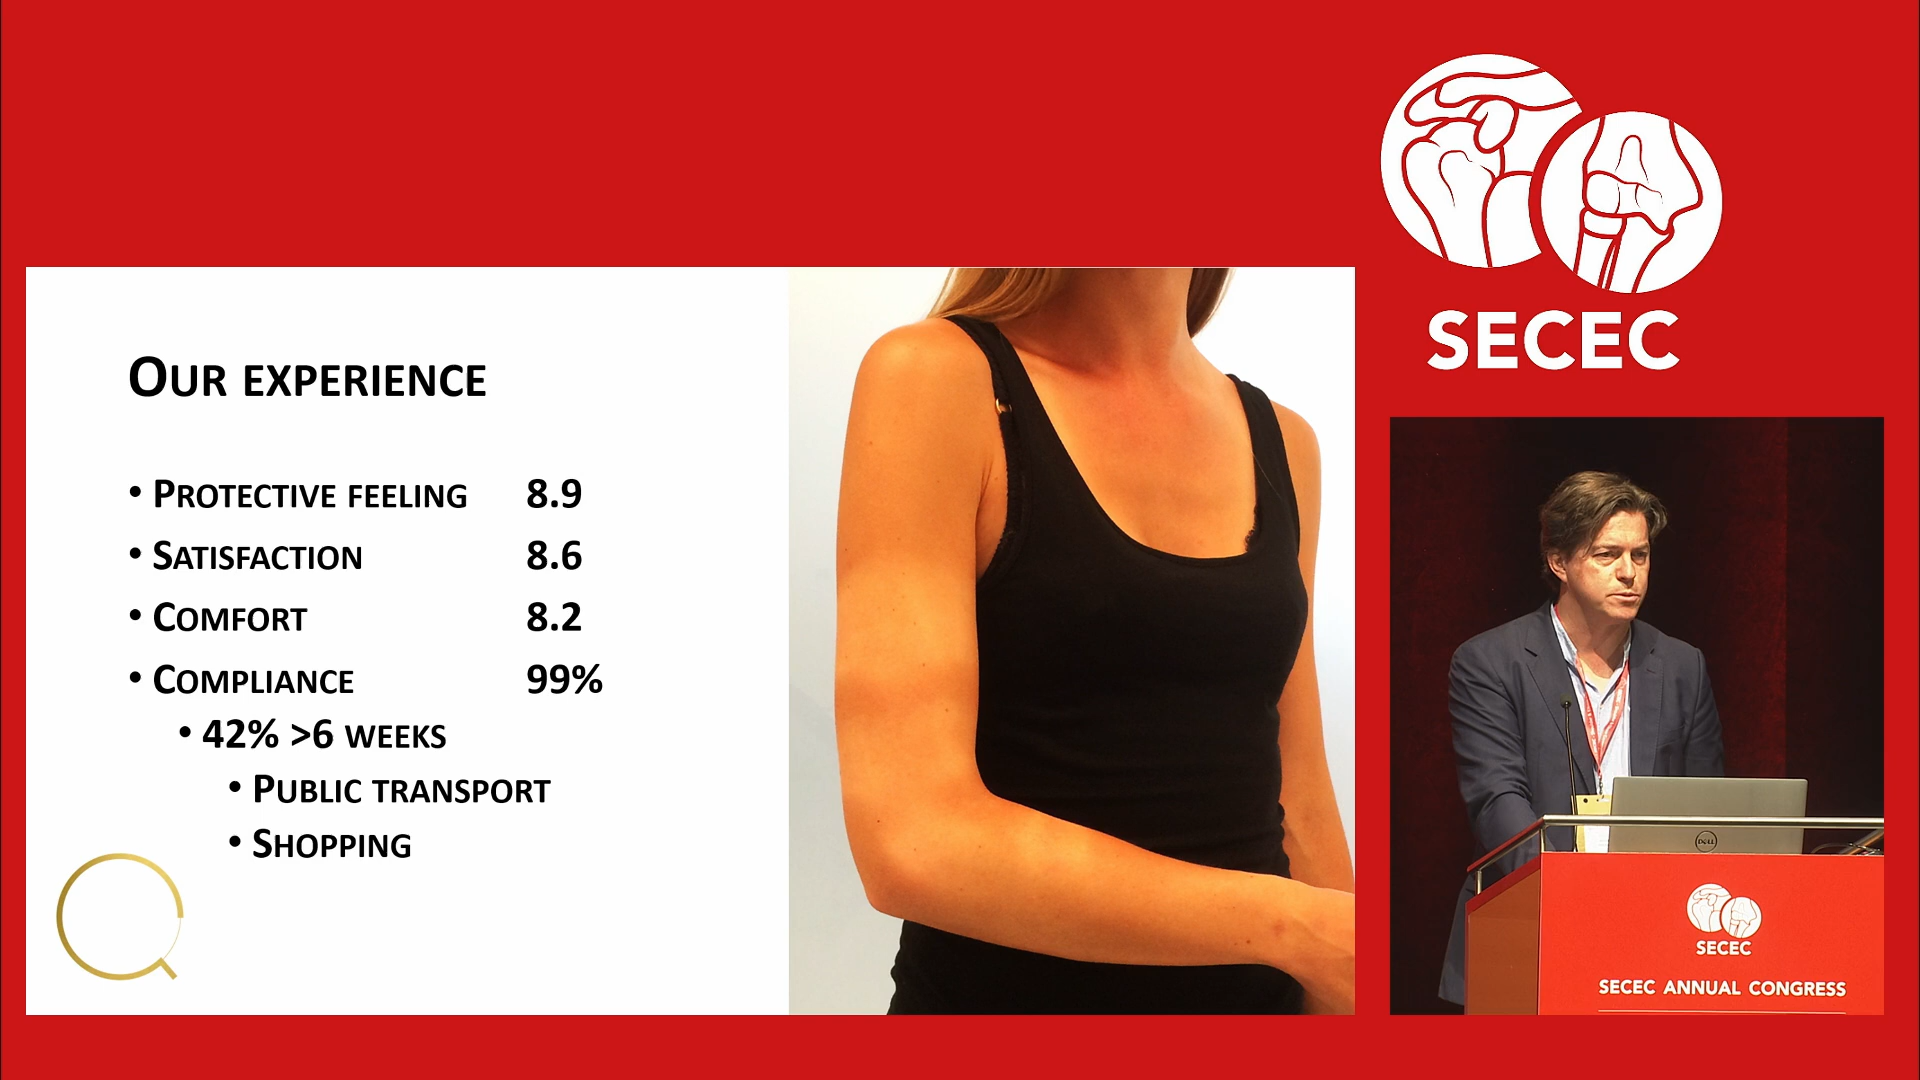 SECEC
OUR EXPERIENCE
• PROTECTIVE FEELING 8.9
• SATISFACTION 8.6
• COMFORT 8.2
• COMPLIANCE 99%
• 42% >6 WEEKS
• PUBLIC TRANSPORT
• SHOPPING
DELL
SECEC
SECEC ANNUAL CONGRESS